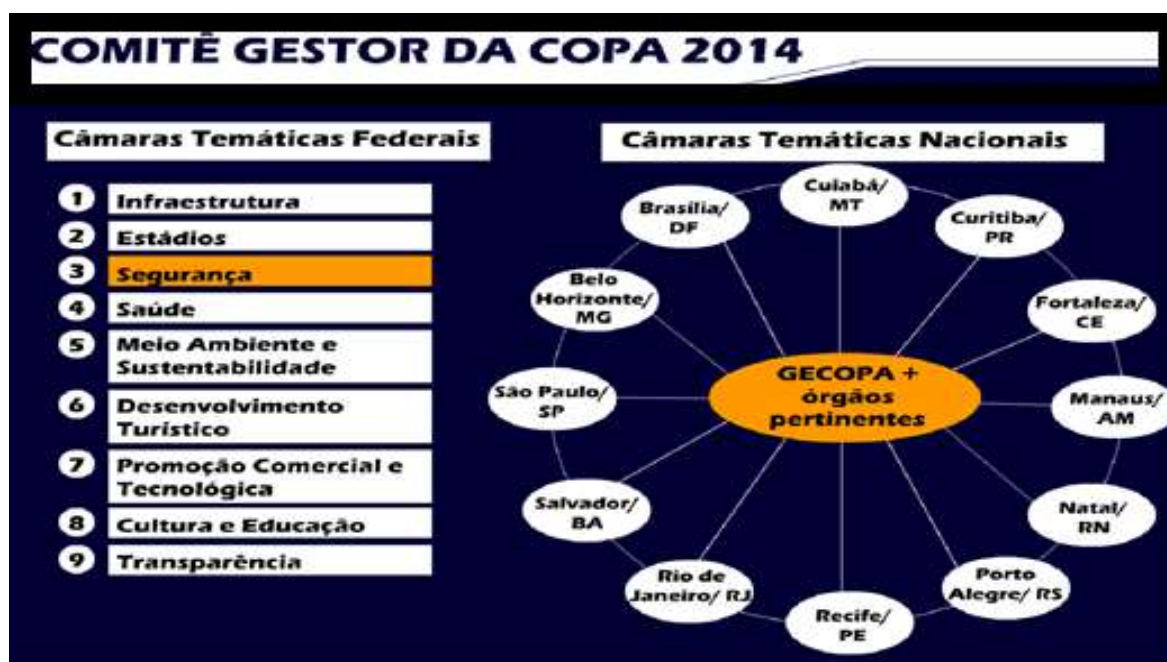 COMITÊ GESTOR DA COPA 2014
Câmaras Temáticas Federais
1 Infraestrutura
2 Estádios
3 Segurança
4 Saúde
5 Meio Ambiente e
Sustentabilidade
6 Desenvolvimento
Turístico
7 Promoção Comercial e
Tecnológica
8 Cultura e Educação
9 Transparência
Câmaras Temáticas Nacionais
Cuiabá/
MT
Curitiba/
PR
Fortaleza/
CE
Manaus/
AM
Natal/
RN
Porto
Alegre/ RS
Recife/
PE
Rio de
Janeiro/ RJ
Salvador/
BA
São Paulo/
SP
Belo
Horizonte/
MG
Brasília/
DF
GECOPA +
órgãos
pertinentes